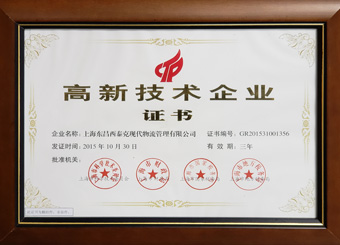 高新技术企业
证书
企业名称：上海东昌西泰克现代物流管理有限公司 证书编号：GR201531001356
发证时间：2015年10月30日 有效期：三年
批准机关：